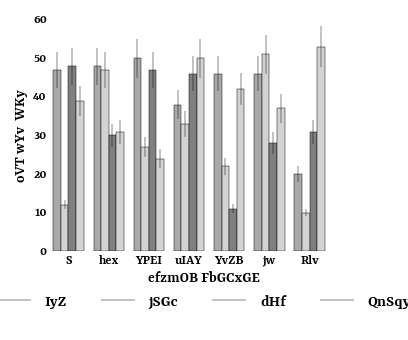 60
50
40
30
20
10
0
oVT wYv WKy
S hex YPEI uIAY YvZB jw Rlv
efzmOB FbGCxGE
IyZ jSGc dHf QnSqy